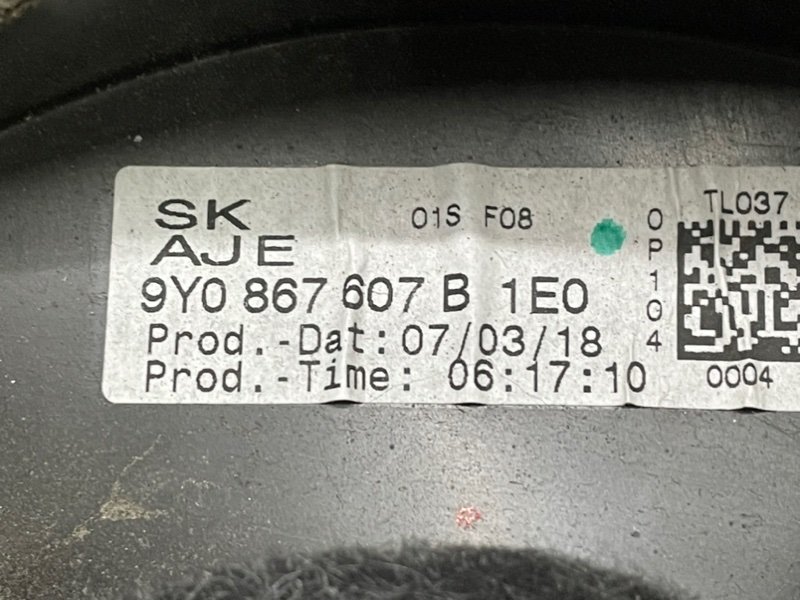 SK
AJE
01S F08
9Y0 867 607 B 1E0
Prod.-Dat: 07/03/18
Prod.-Time: 06:17:10
OP104
TL037
0004